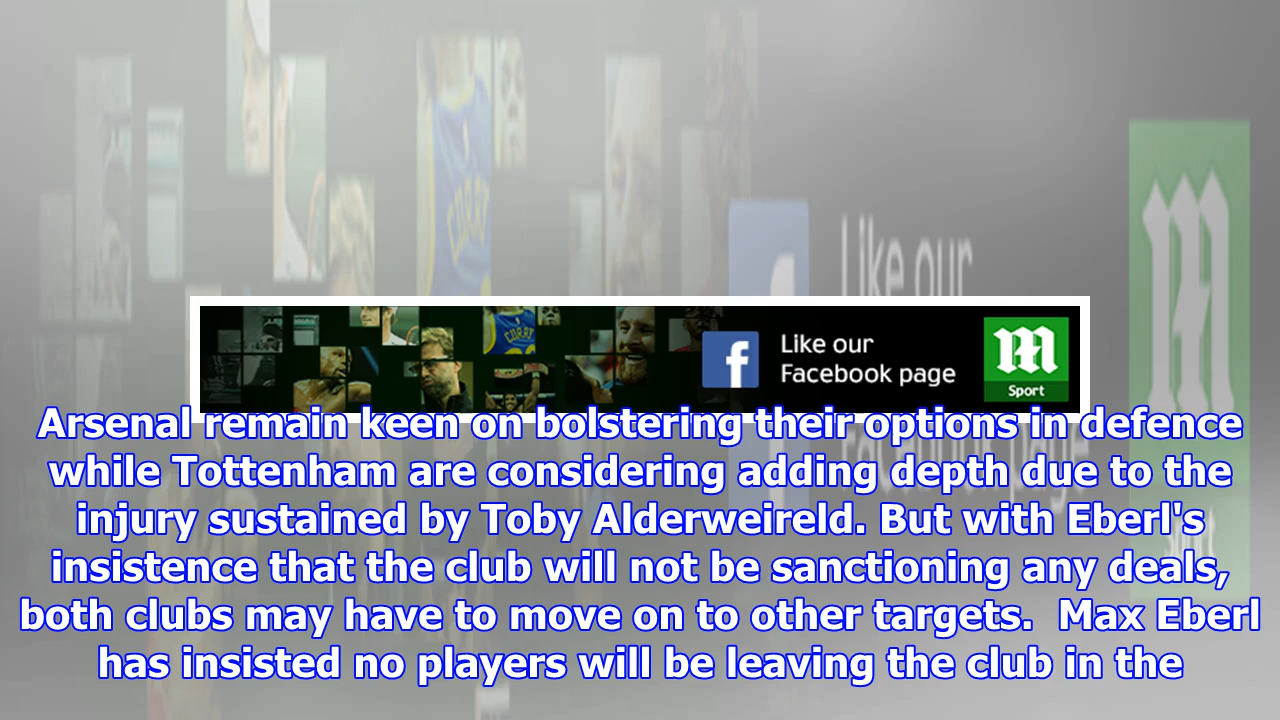 Like our
Like our
Facebook page
Sport
CURRY
Arsenal remain keen on bolstering their options in defence
while Tottenham are considering adding depth due to the
injury sustained by Toby Alderweireld. But with Eberl's
insistence that the club will not be sanctioning any deals,
both clubs may have to move on to other targets.  Max Eberl
has insisted no players will be leaving the club in the